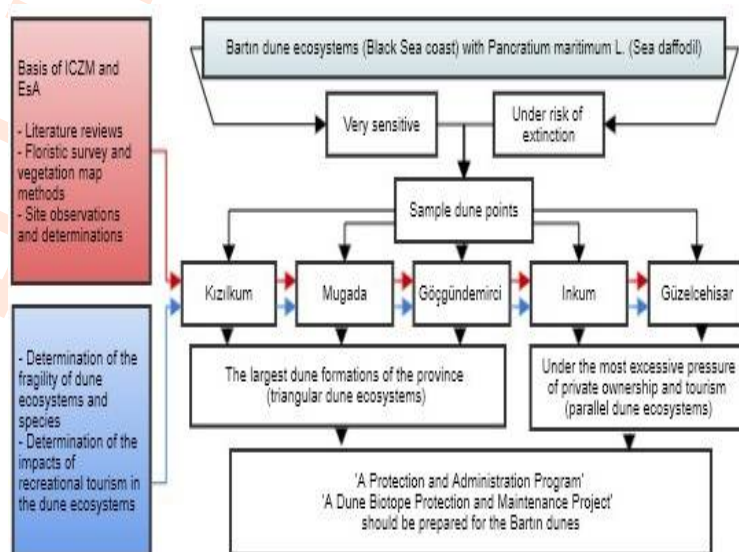 Bartın dune ecosystems (Black Sea coast) with Pancratium maritimum L. (Sea daffodil)
Basis of ICZM and
EsA
- Literature reviews
- Floristic survey and
vegetation map
methods
- Site observations
and determinations
Very sensitive
Under risk of
extinction
Sample dune points
Kızılkum
Mugada
Göçgündemirci
Inkum
Güzelcehisar
- Determination of the
fragility of dune
ecosystems and
species
- Determination of the
impacts of
recreational tourism in
the dune ecosystems
The largest dune formations of the province
(triangular dune ecosystems)
Under the most excessive pressure
of private ownership and tourism
(parallel dune ecosystems)
'A Protection and Administration Program'
'A Dune Biotope Protection and Maintenance Project'
should be prepared for the Bartın dunes